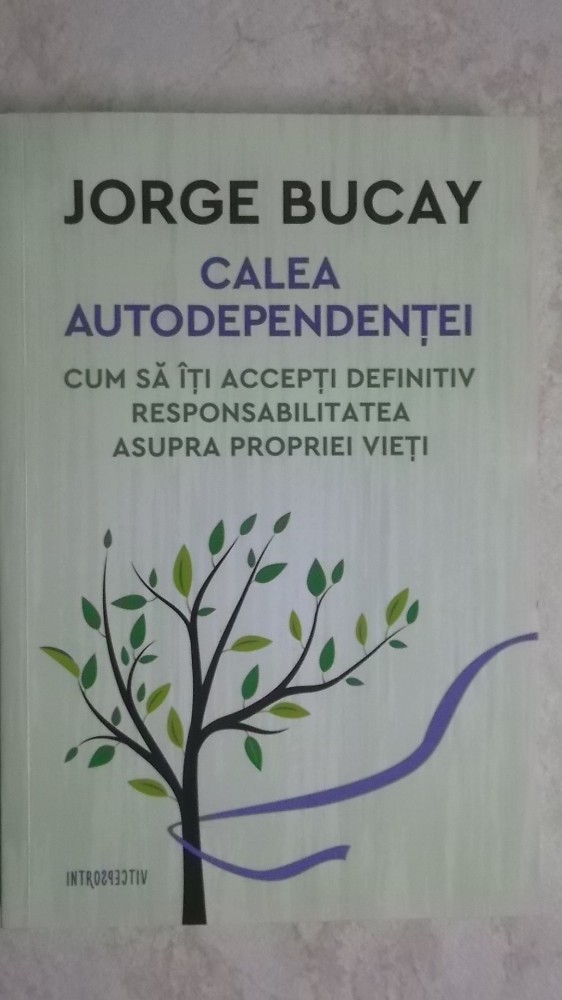 JORGE BUCAY
CALEA
AUTODEPENDENȚEI
CUM SĂ ÎȚI ACCEPȚI DEFINITIV
RESPONSABILITATEA
ASUPRA PROPRIEI VIEȚI
INTROSPECTIV